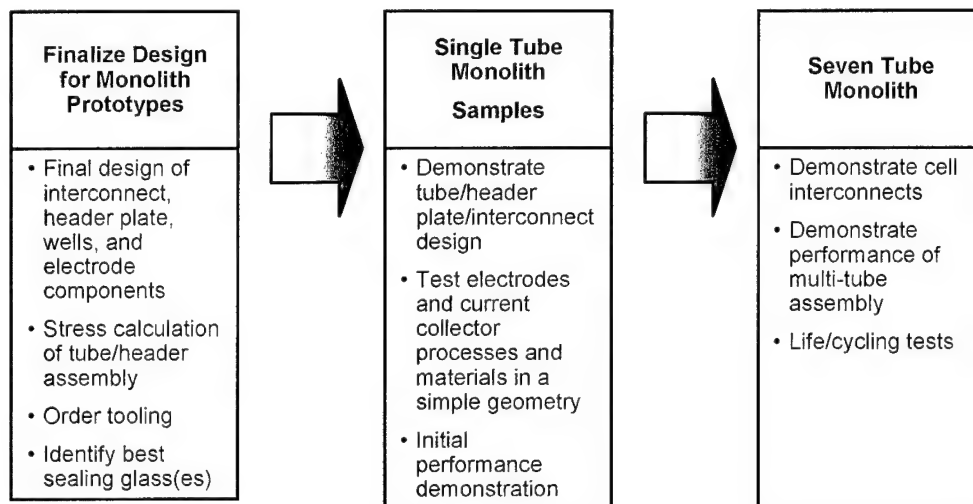 Finalize Design
for Monolith
Prototypes
• Final design of
interconnect,
header plate,
wells, and
electrode
components
• Stress calculation
of tube/header
assembly
• Order tooling
• Identify best
sealing glass(es)
Single Tube
Monolith
Samples
• Demonstrate
tube/header
plate/interconnect
design
• Test electrodes
and current
collector
processes and
materials in a
simple geometry
• Initial
performance
demonstration
Seven Tube
Monolith
• Demonstrate cell
interconnects
• Demonstrate
performance of
multi-tube
assembly
• Life/cycling tests